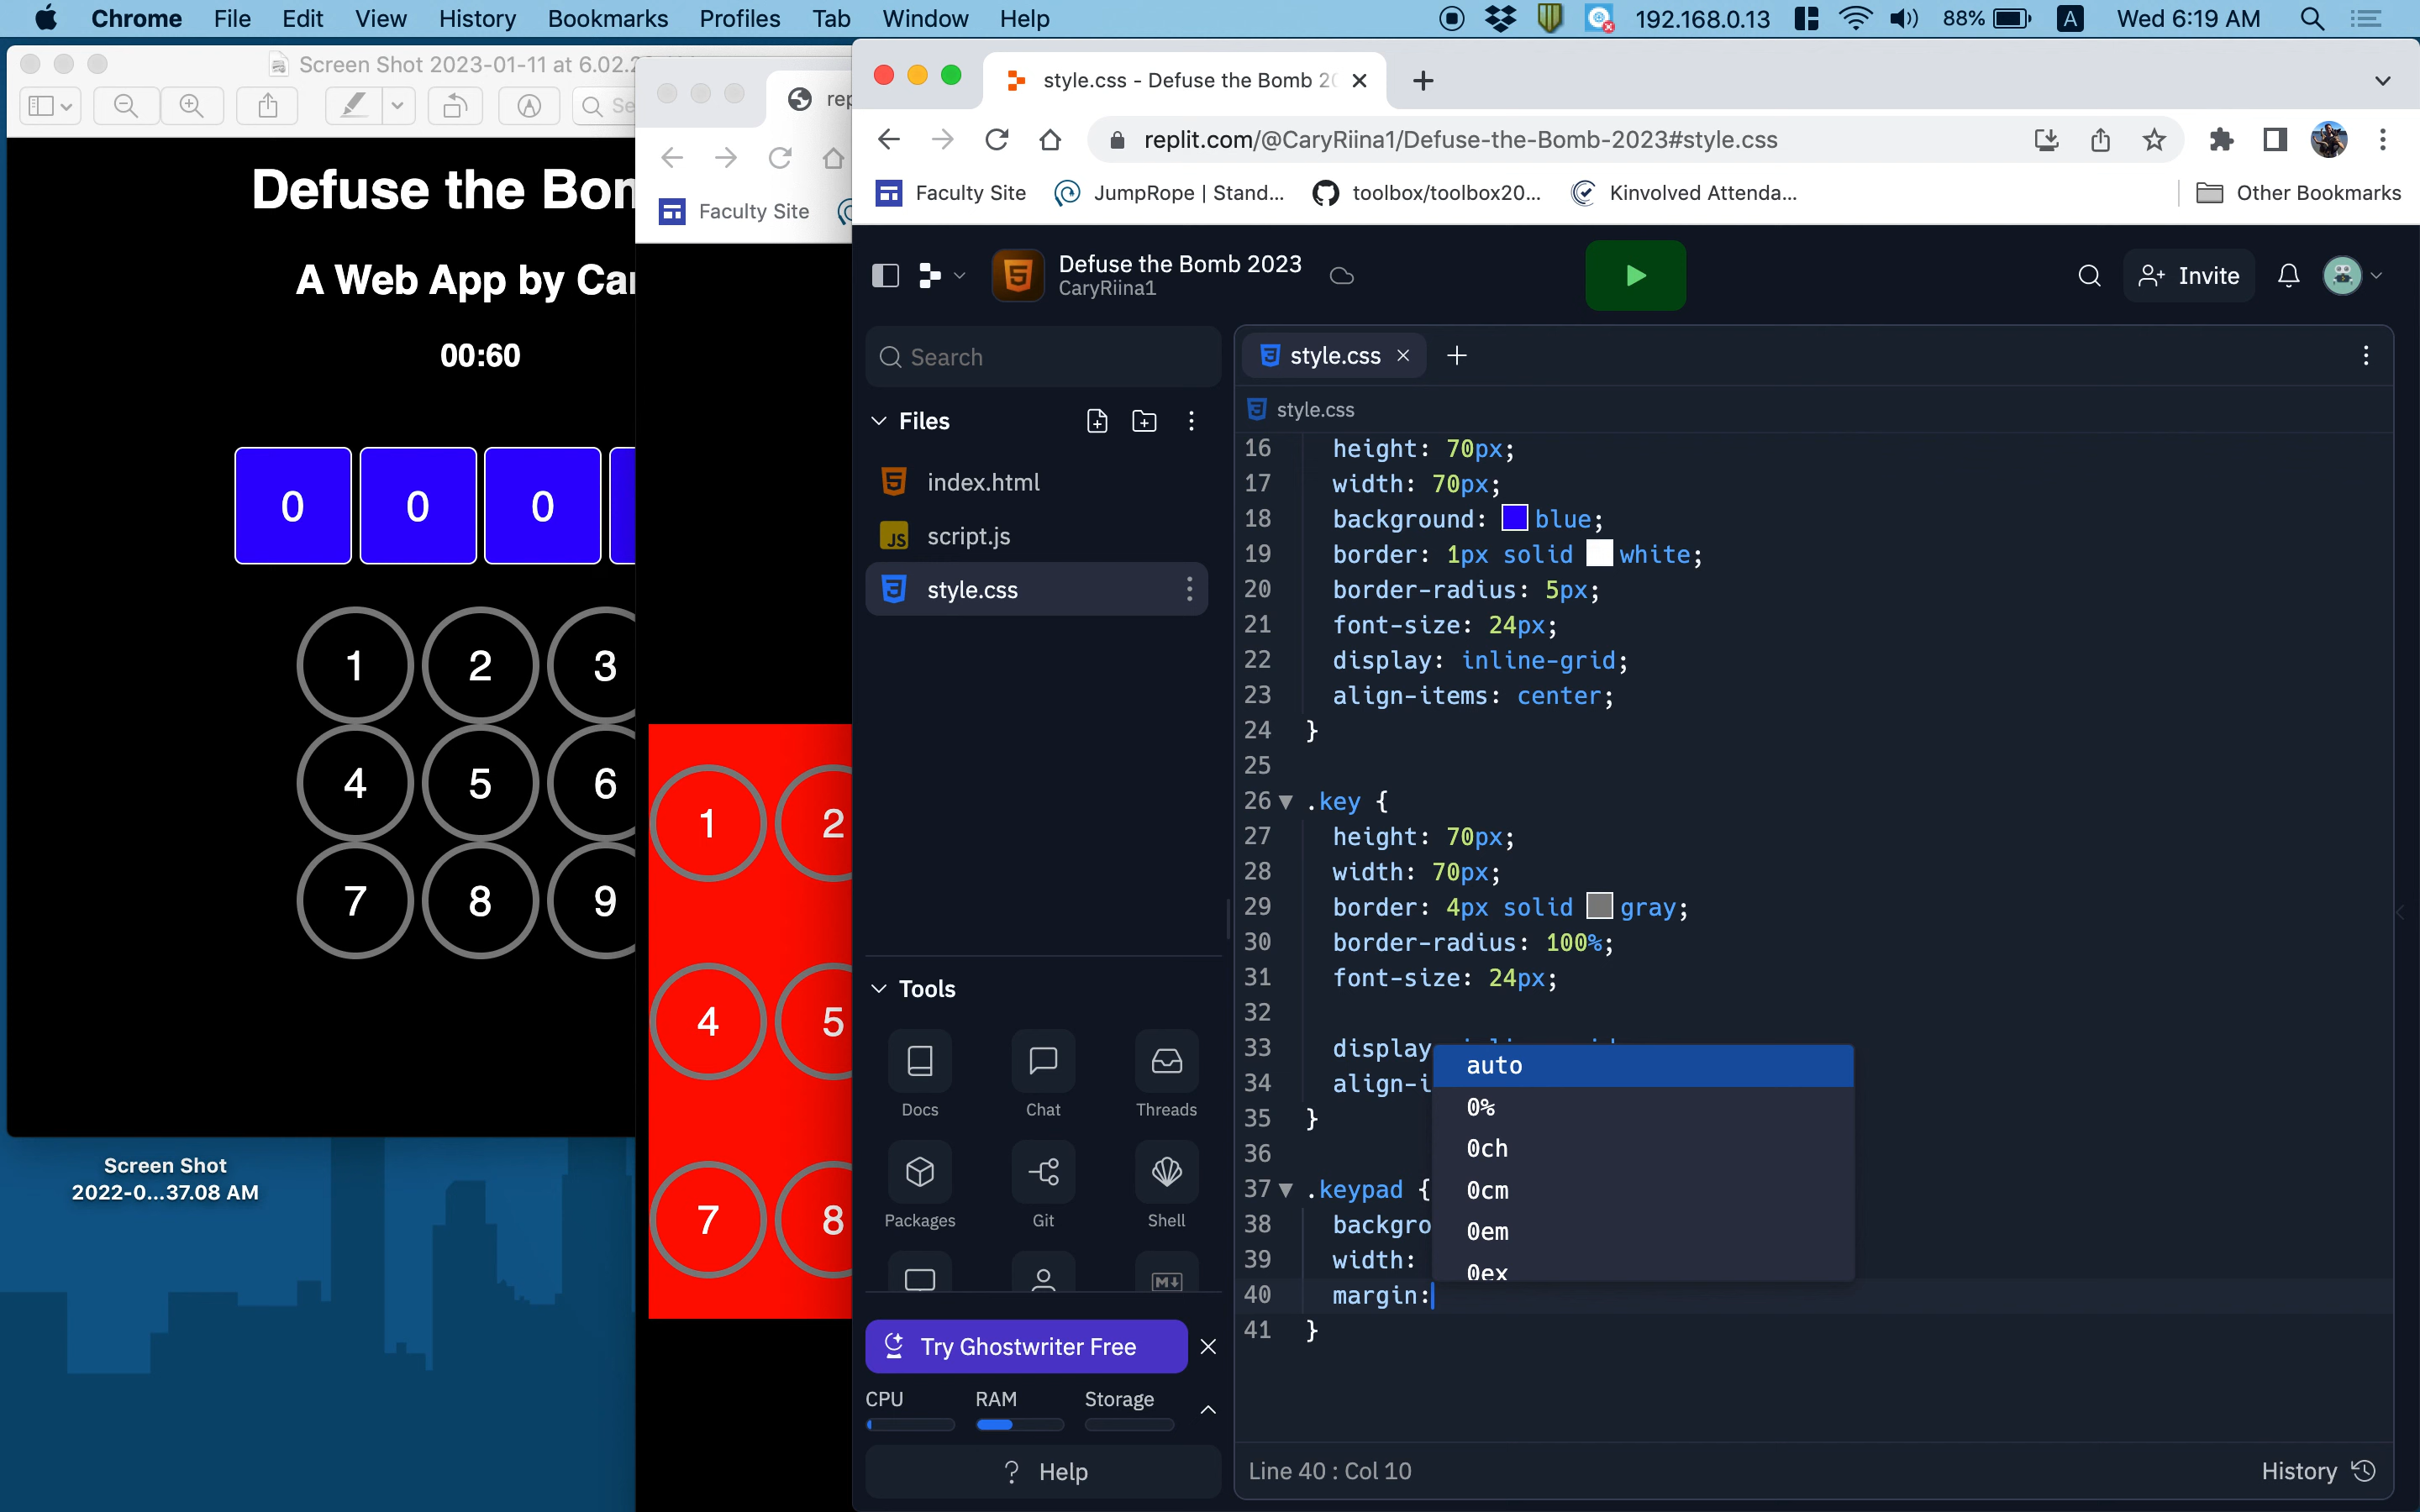 Chrome File Edit View History Bookmarks Profiles Tab Window Help
192.168.0.13 88% A Wed 6:19 AM
Screen Shot 2023-01-11 at 6.02.2
Defuse the Bom
A Web App by Car
00:60
0 0 0
1 2 3
4 5 6
7 8 9
Screen Shot
2022-0...37.08 AM
rep
Faculty Site
1 2
4 5
7 8
style.css - Defuse the Bomb 20
replit.com/@CaryRiina1/Defuse-the-Bomb-2023#style.css
Faculty Site JumpRope | Stand... toolbox/toolbox20... Kinvolved Attenda... Other Bookmarks
Defuse the Bomb 2023
CaryRiina1
Invite
Search
Files
index.html
JS script.js
style.css
Tools
Docs Chat Threads
Packages Git Shell
Try Ghostwriter Free
CPU RAM Storage
? Help
style.css
style.css
16 height: 70px;
17 width: 70px;
18 background: blue;
19 border: 1px solid white;
20 border-radius: 5px;
21 font-size: 24px;
22 display: inline-grid;
23 align-items: center;
24 }
25
26 .key {
27 height: 70px;
28 width: 70px;
29 border: 4px solid gray;
30 border-radius: 100%;
31 font-size: 24px;
32
33 display
34 align-i
35 }
36
37 .keypad {
38 backgro
39 width:
40 margin:
41 }
auto
0%
0ch
0cm
0em
0ex
Line 40 : Col 10
History